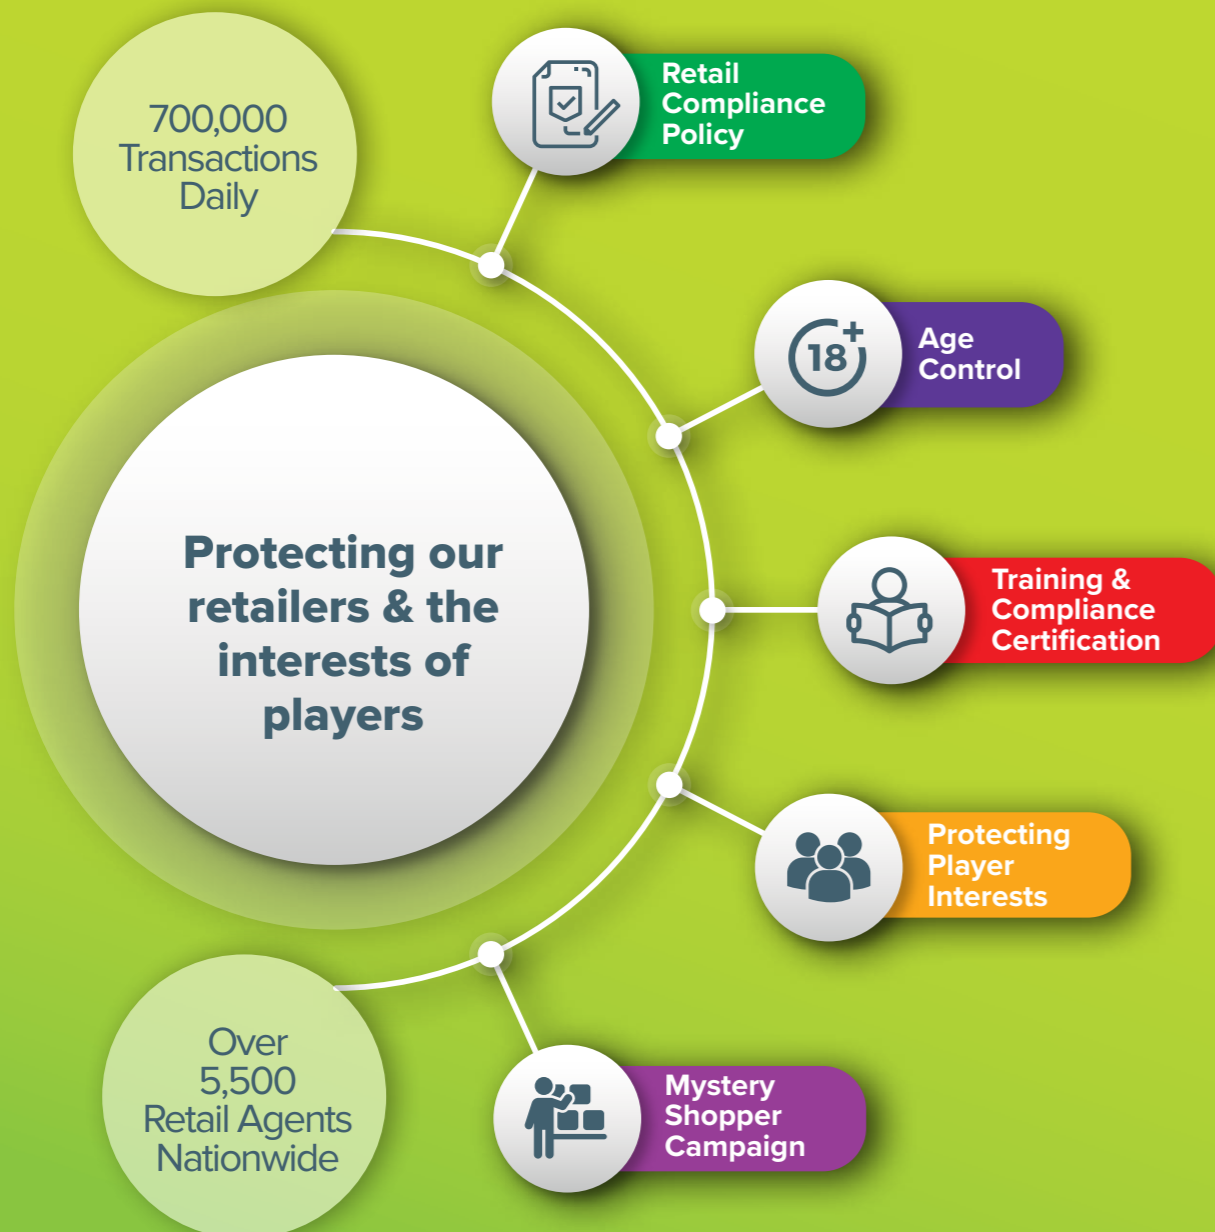 700,000
Transactions
Daily
Retail
Compliance
Policy
18+
Age
Control
Protecting our
retailers & the
interests of
players
Training &
Compliance
Certification
Protecting
Player
Interests
Over
5,500
Retail Agents
Nationwide
Mystery
Shopper
Campaign